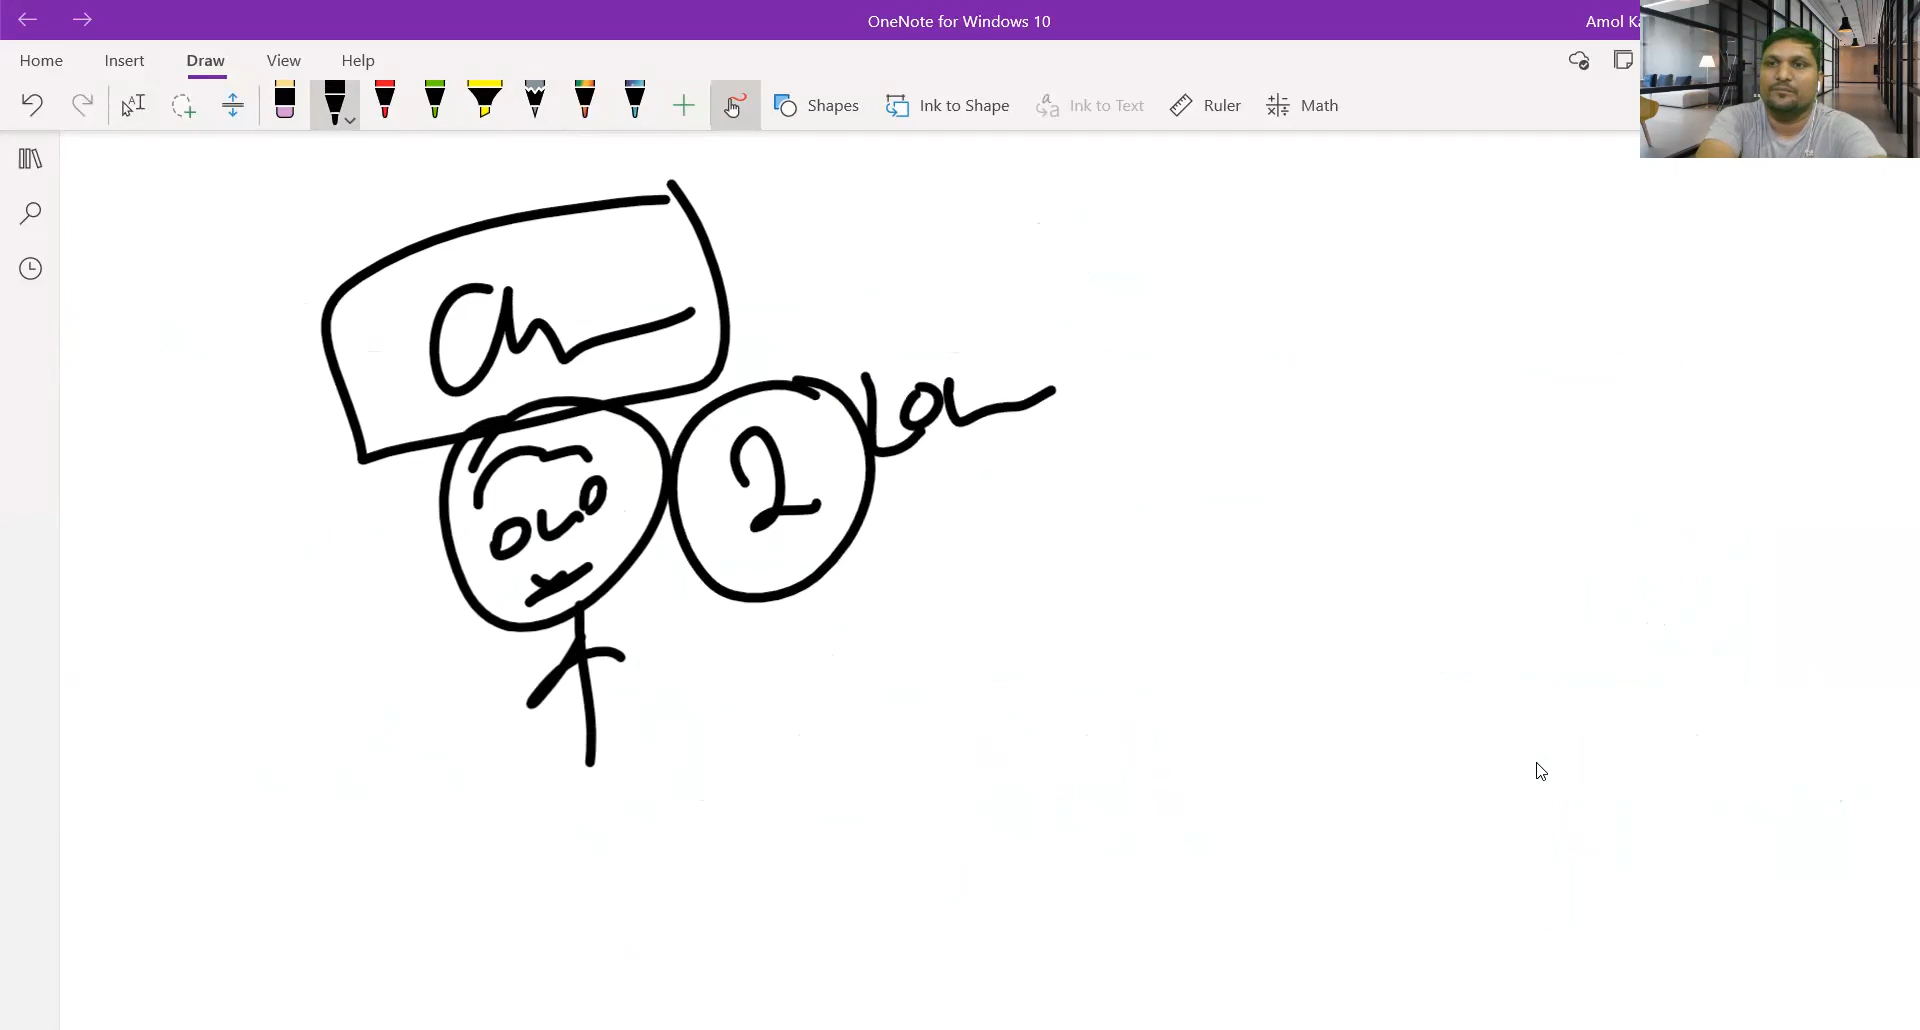 OneNote for Windows 10
Amol Ka
Home Insert Draw View Help
Shapes Ink to Shape Ink to Text Ruler Math
2